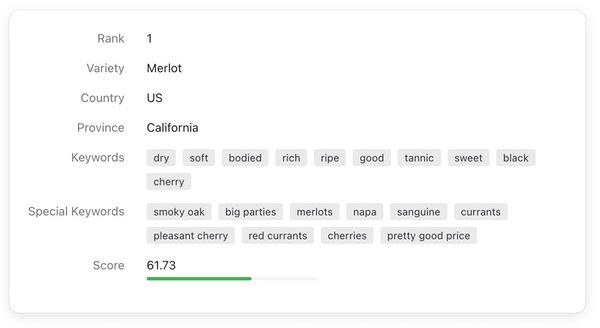 Rank 1
Variety Merlot
Country US
Province California
Keywords dry soft bodied rich ripe good tannic sweet black
cherry
Special Keywords smoky oak big parties merlots napa sanguine currants
pleasant cherry red currants cherries pretty good price
Score 61.73